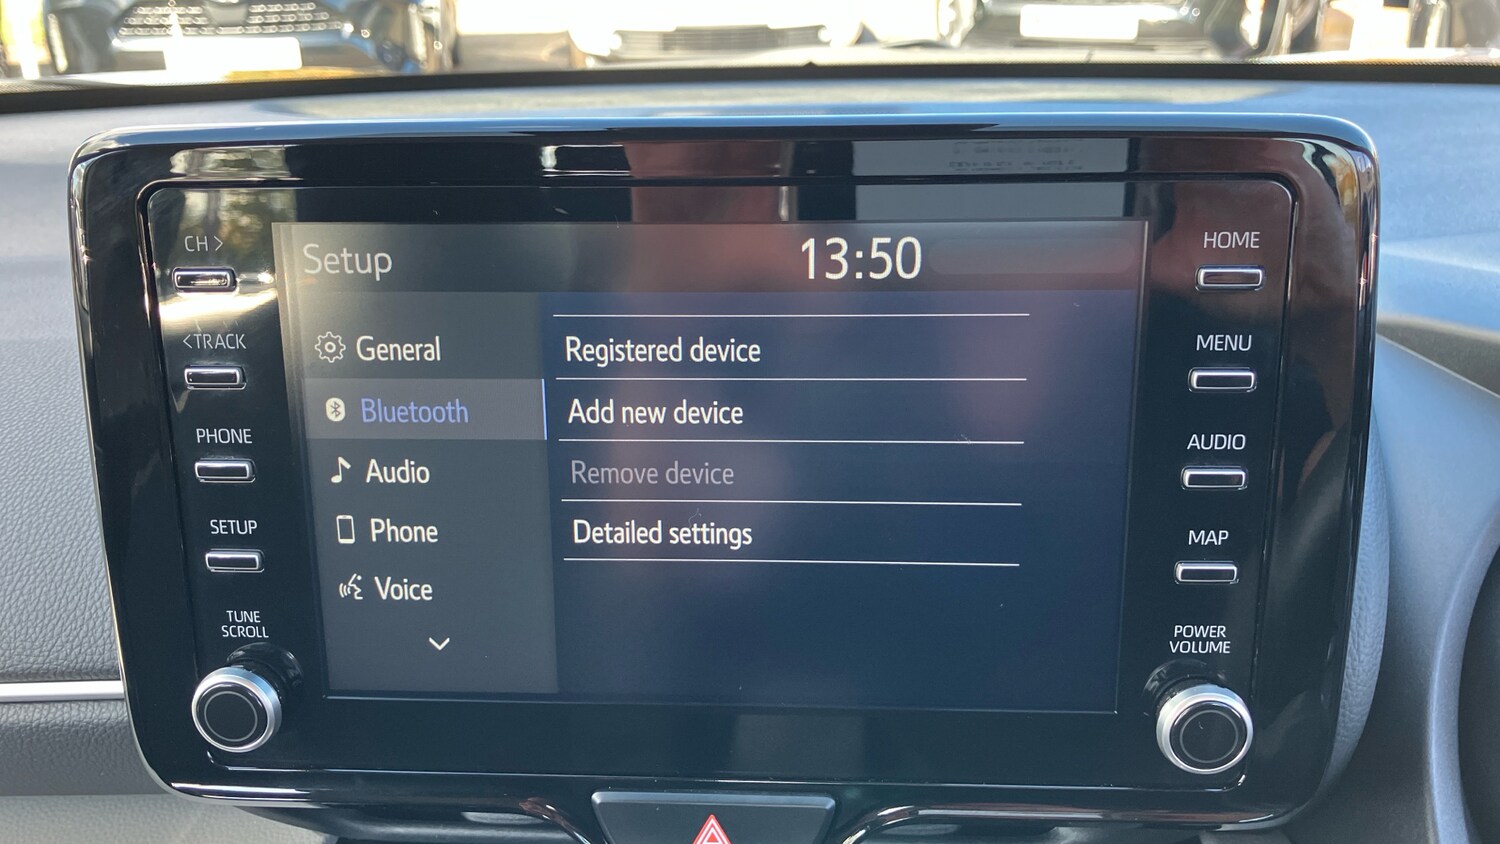 CH >
<TRACK
PHONE
SETUP
TUNE
SCROLL
Setup
13:50
General
Bluetooth
Audio
Phone
Voice
Registered device
Add new device
Remove device
Detailed settings
HOME
MENU
AUDIO
MAP
POWER
VOLUME